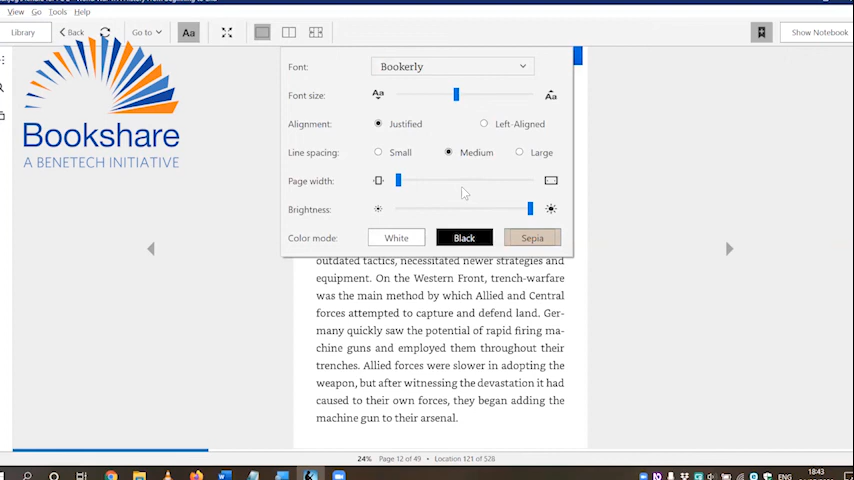 View Go Tools Help
Library Back Go to Aa Show Notebook
Bookshare
A BENETECH INITIATIVE
Font: Bookerly
Font size: Aa Aa
Alignment: Justified Left-Aligned
Line spacing: Small Medium Large
Page width:
Brightness:
Color mode: White Black Sepia
outdated tactics, necessitated newer strategies and
equipment. On the Western Front, trench-warfare
was the main method by which Allied and Central
forces attempted to capture and defend land. Ger-
many quickly saw the potential of rapid firing ma-
chine guns and employed them throughout their
trenches. Allied forces were slower in adopting the
weapon, but after witnessing the devastation it had
caused to their own forces, they began adding the
machine gun to their arsenal.
24% Page 12 of 49 • Location 121 of 528
18:43
ENG